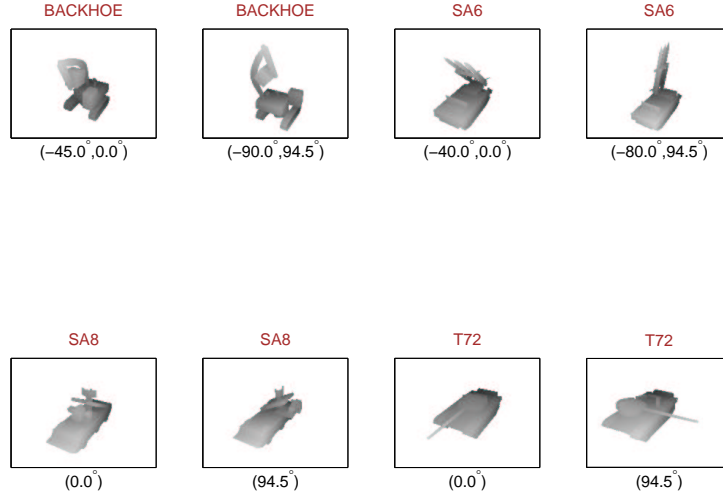 BACKHOE BACKHOE SA6 SA6
(−45.0°,0.0°) (−90.0°,94.5°) (−40.0°,0.0°) (−80.0°,94.5°)
SA8 SA8 T72 T72
(0.0°) (94.5°) (0.0°) (94.5°)